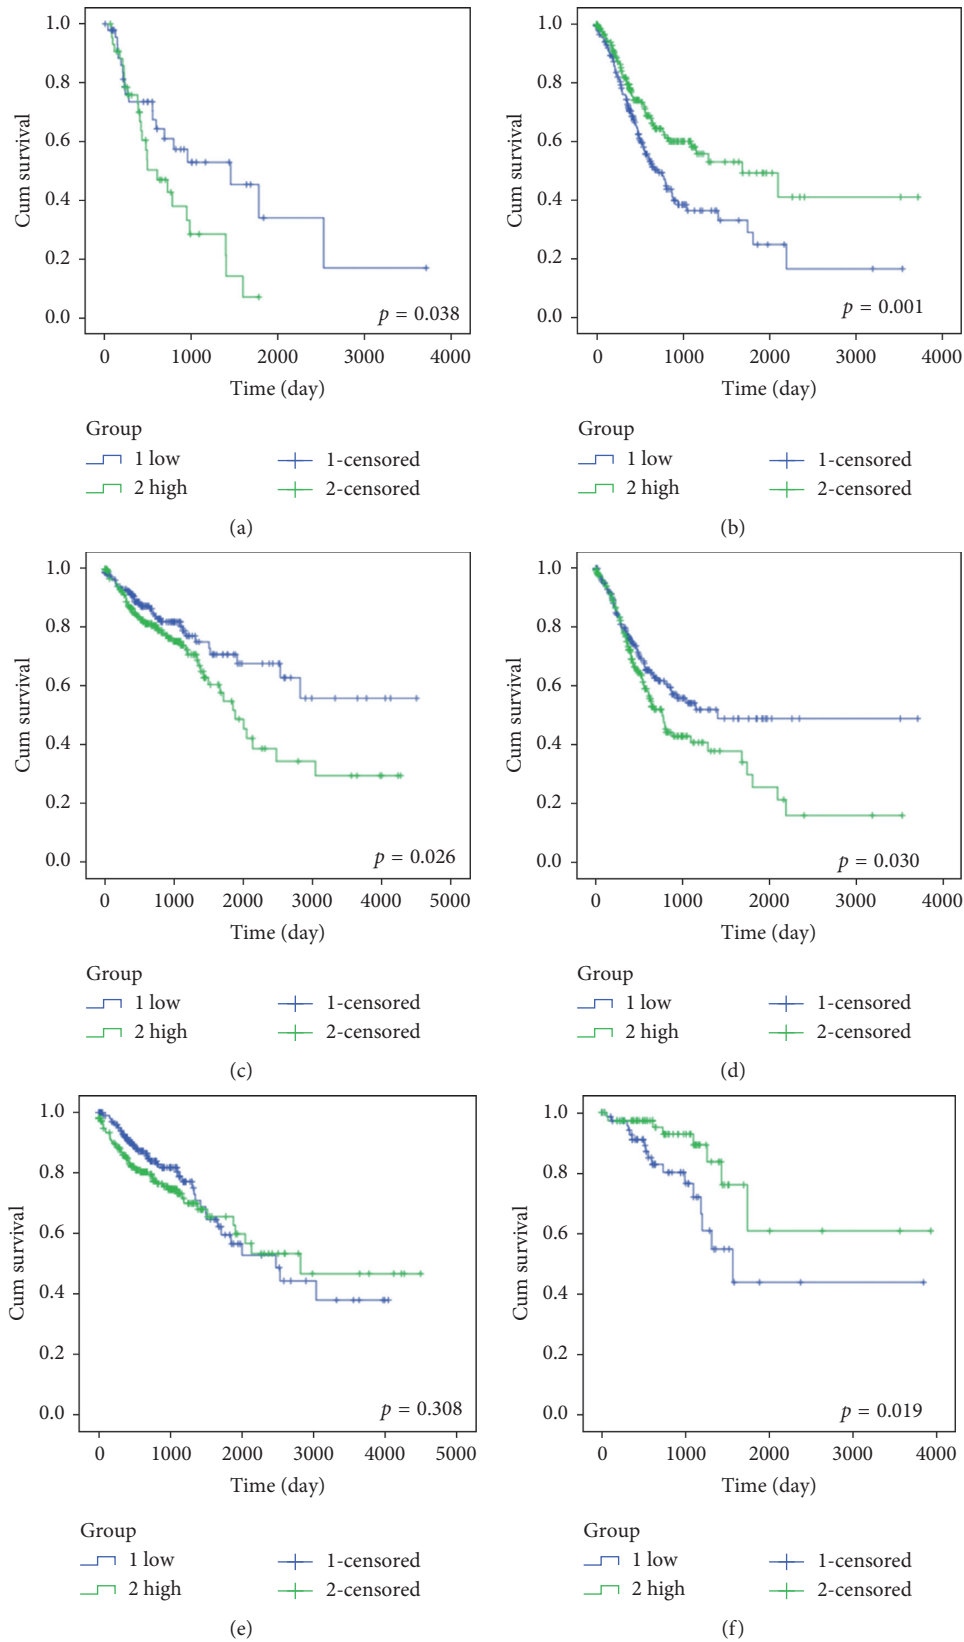 1.0
0.8
0.6
0.4
0.2
0.0
Cum survival
p = 0.038
0 1000 2000 3000 4000
Time (day)
Group
1 low 1-censored
2 high 2-censored
(a)
1.0
0.8
0.6
0.4
0.2
0.0
Cum survival
p = 0.001
0 1000 2000 3000 4000
Time (day)
Group
1 low 1-censored
2 high 2-censored
(b)
1.0
0.8
0.6
0.4
0.2
0.0
Cum survival
p = 0.026
0 1000 2000 3000 4000 5000
Time (day)
Group
1 low 1-censored
2 high 2-censored
(c)
1.0
0.8
0.6
0.4
0.2
0.0
Cum survival
p = 0.030
0 1000 2000 3000 4000
Time (day)
Group
1 low 1-censored
2 high 2-censored
(d)
1.0
0.8
0.6
0.4
0.2
0.0
Cum survival
p = 0.308
0 1000 2000 3000 4000 5000
Time (day)
Group
1 low 1-censored
2 high 2-censored
(e)
1.0
0.8
0.6
0.4
0.2
0.0
Cum survival
p = 0.019
0 1000 2000 3000 4000
Time (day)
Group
1 low 1-censored
2 high 2-censored
(f)